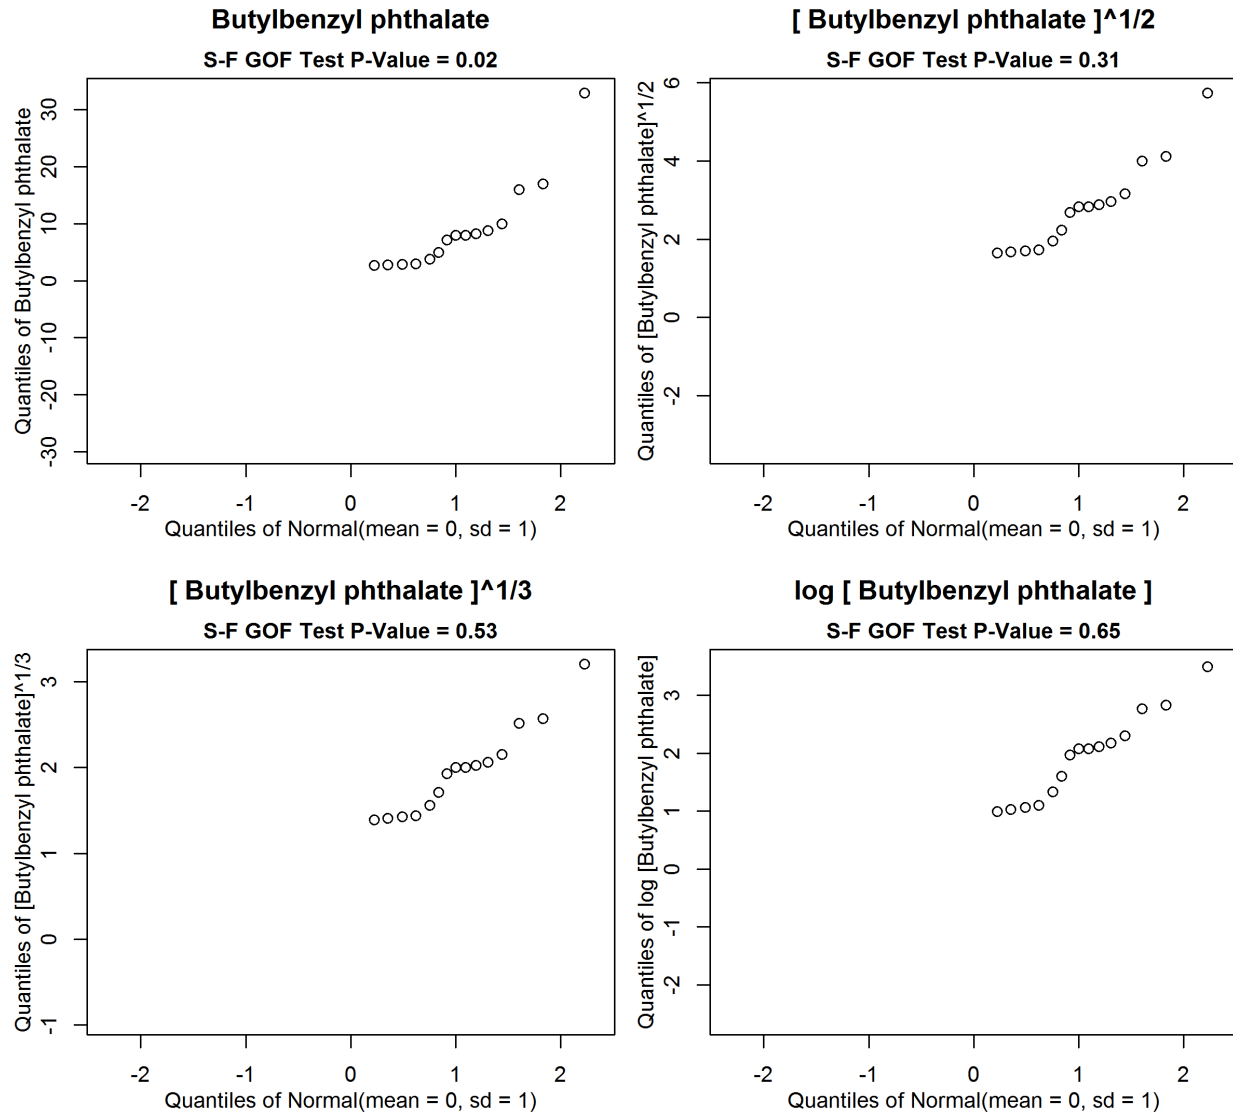 Butylbenzyl phthalate
S-F GOF Test P-Value = 0.02
Quantiles of Butylbenzyl phthalate
30
20
10
0
-10
-20
-30
-2 -1 0 1 2
Quantiles of Normal(mean = 0, sd = 1)
[ Butylbenzyl phthalate ]^1/2
S-F GOF Test P-Value = 0.31
Quantiles of [Butylbenzyl phthalate]^1/2
6
4
2
0
-2
-2 -1 0 1 2
Quantiles of Normal(mean = 0, sd = 1)
[ Butylbenzyl phthalate ]^1/3
S-F GOF Test P-Value = 0.53
Quantiles of [Butylbenzyl phthalate]^1/3
3
2
1
0
-1
-2 -1 0 1 2
Quantiles of Normal(mean = 0, sd = 1)
log [ Butylbenzyl phthalate ]
S-F GOF Test P-Value = 0.65
Quantiles of log [Butylbenzyl phthalate]
3
2
1
0
-1
-2
-2 -1 0 1 2
Quantiles of Normal(mean = 0, sd = 1)